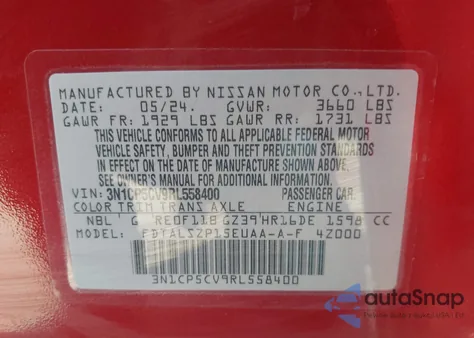 MANUFACTURED BY NISSAN MOTOR CO., LTD.
DATE: 05/24. GVWR: 3660 LBS
GAWR FR: 1929 LBS GAWR RR: 1731 LBS
THIS VEHICLE CONFORMS TO ALL APPLICABLE FEDERAL MOTOR
VEHICLE SAFETY, BUMPER AND THEFT PREVENTION STANDARDS
IN EFFECT ON THE DATE OF MANUFACTURE SHOWN ABOVE.
SEE OWNER'S MANUAL FOR ADDITIONAL INFORMATION.
VIN: 3N1CP5CV9RL558400 PASSENGER CAR.
COLOR TRIM TRANS AXLE ENGINE
NBL G RE0F11B GZ39 HR16DE 1598 CC
MODEL: FDTALSZP15EUAA-A-F 42000
3N1CP5CV9RL558400
autoSnap